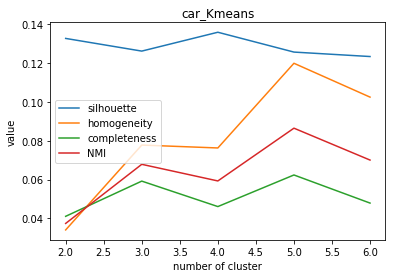 car_Kmeans
0.14
0.12
0.10
0.08
0.06
0.04
value
silhouette
homogeneity
completeness
NMI
2.0 2.5 3.0 3.5 4.0 4.5 5.0 5.5 6.0
number of cluster